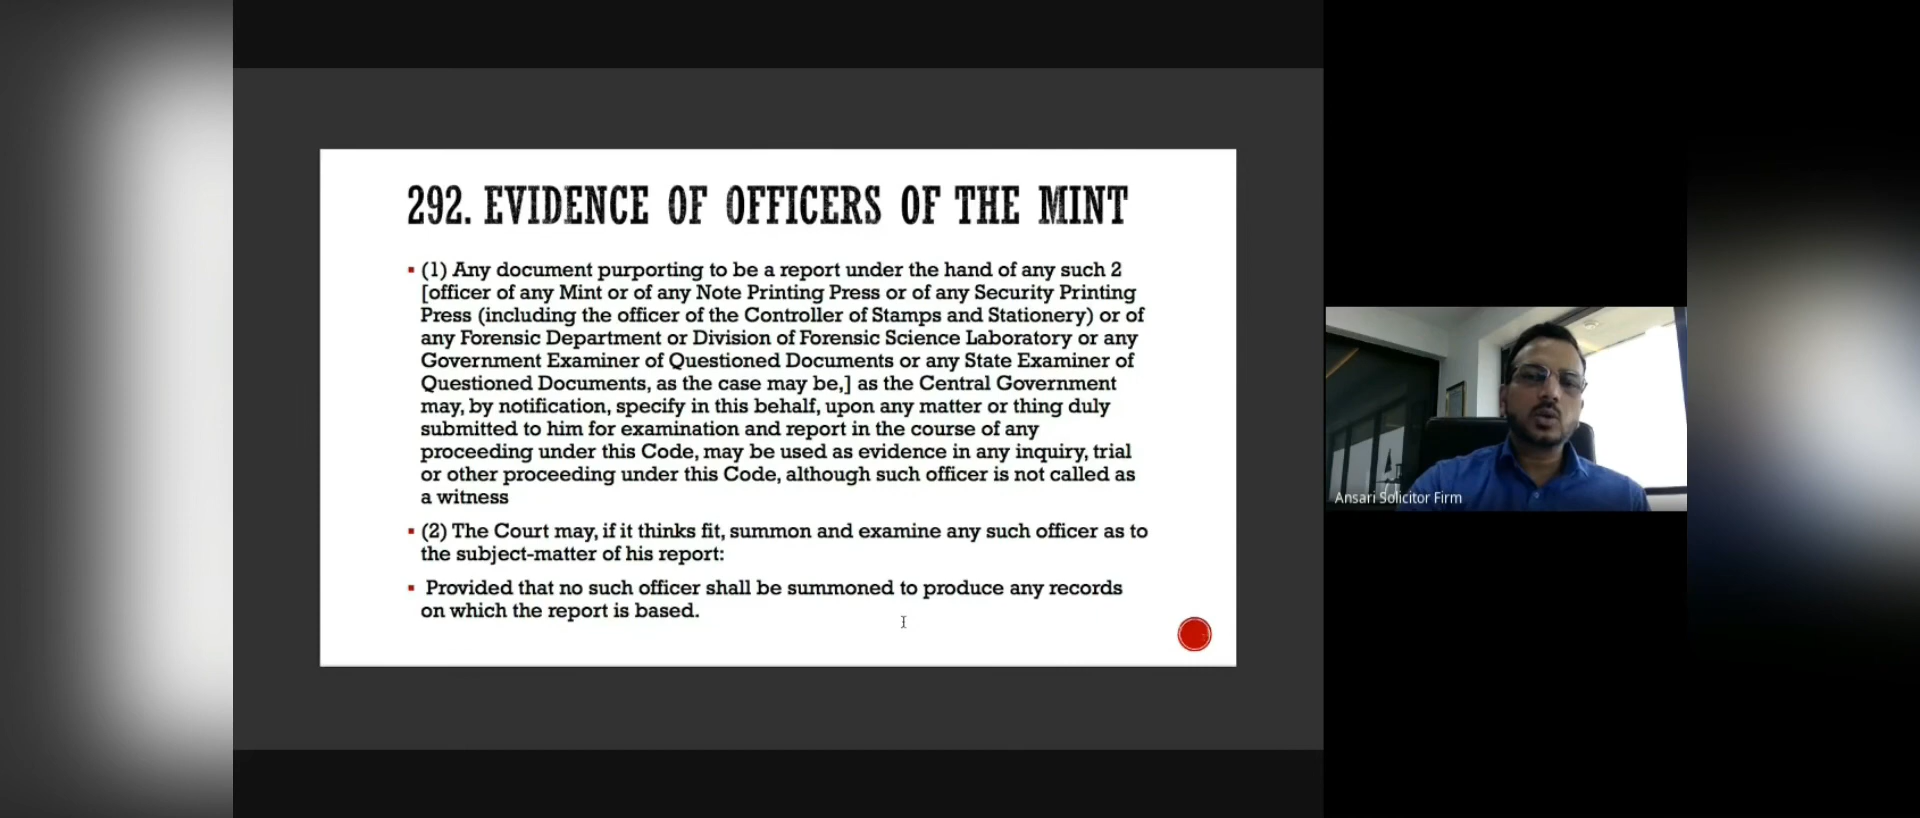 292. EVIDENCE OF OFFICERS OF THE MINT
▪ (1) Any document purporting to be a report under the hand of any such 2
[officer of any Mint or of any Note Printing Press or of any Security Printing
Press (including the officer of the Controller of Stamps and Stationery) or of
any Forensic Department or Division of Forensic Science Laboratory or any
Government Examiner of Questioned Documents or any State Examiner of
Questioned Documents, as the case may be,] as the Central Government
may, by notification, specify in this behalf, upon any matter or thing duly
submitted to him for examination and report in the course of any
proceeding under this Code, may be used as evidence in any inquiry, trial
or other proceeding under this Code, although such officer is not called as
a witness
▪ (2) The Court may, if it thinks fit, summon and examine any such officer as to
the subject-matter of his report:
▪ Provided that no such officer shall be summoned to produce any records
on which the report is based.
Ansari Solicitor Firm